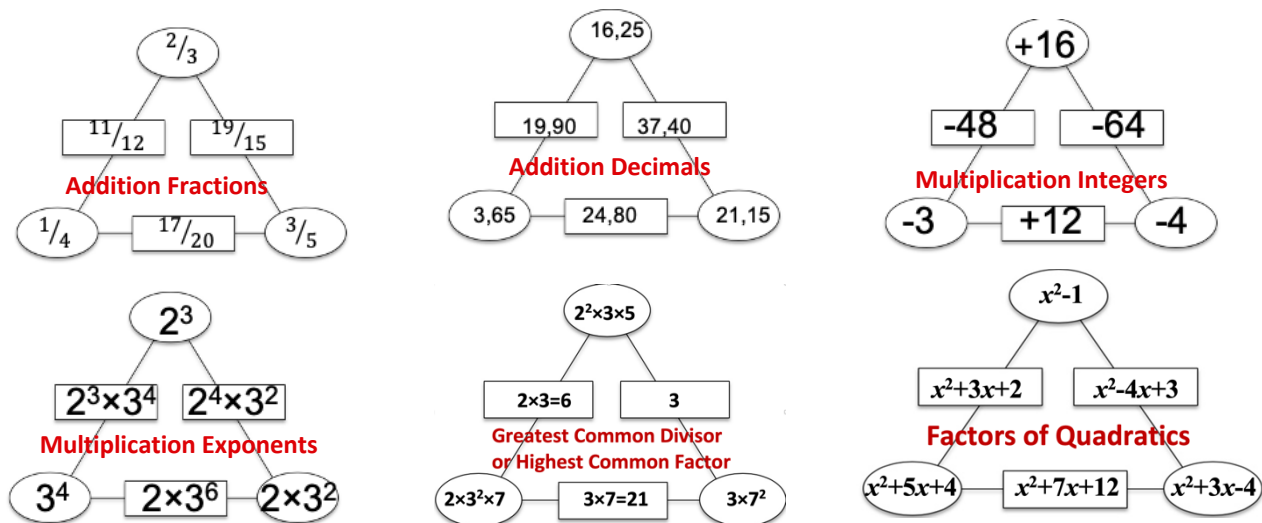 2/3
11/12 19/15
Addition Fractions
1/4 17/20 3/5
16,25
19,90 37,40
Addition Decimals
3,65 24,80 21,15
+16
-48 -64
Multiplication Integers
-3 +12 -4
2³
2³×3⁴ 2⁴×3²
Multiplication Exponents
3⁴ 2×3⁶ 2×3²
2²×3×5
2×3=6 3
Greatest Common Divisor
or Highest Common Factor
2×3²×7 3×7=21 3×7²
x²-1
x²+3x+2 x²-4x+3
Factors of Quadratics
x²+5x+4 x²+7x+12 x²+3x-4